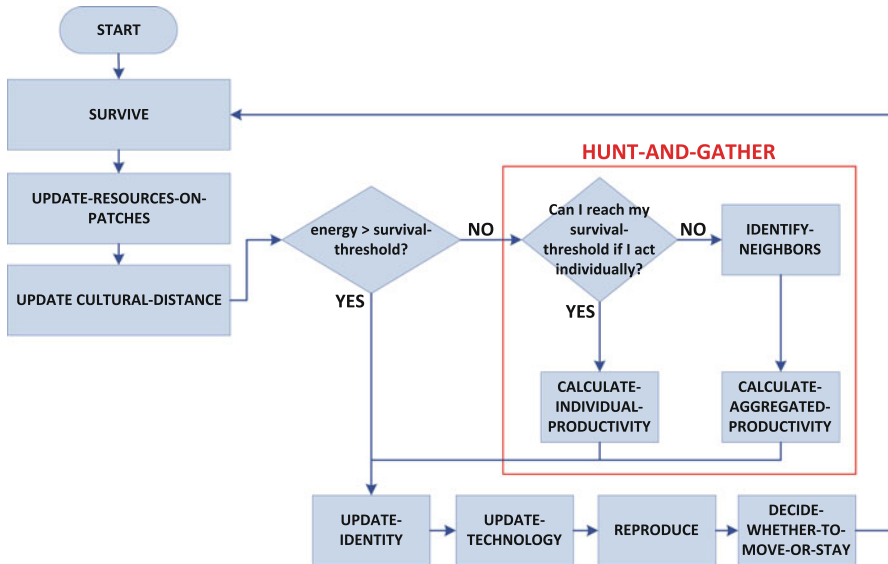 START
SURVIVE
UPDATE-RESOURCES-ON-
PATCHES
UPDATE CULTURAL-DISTANCE
energy > survival-
threshold?
NO
YES
HUNT-AND-GATHER
Can I reach my
survival-
threshold if I act
individually?
NO
YES
IDENTIFY-
NEIGHBORS
CALCULATE-
INDIVIDUAL-
PRODUCTIVITY
CALCULATE-
AGGREGATED-
PRODUCTIVITY
UPDATE-
IDENTITY
UPDATE-
TECHNOLOGY
REPRODUCE
DECIDE-
WHETHER-TO-
MOVE-OR-STAY